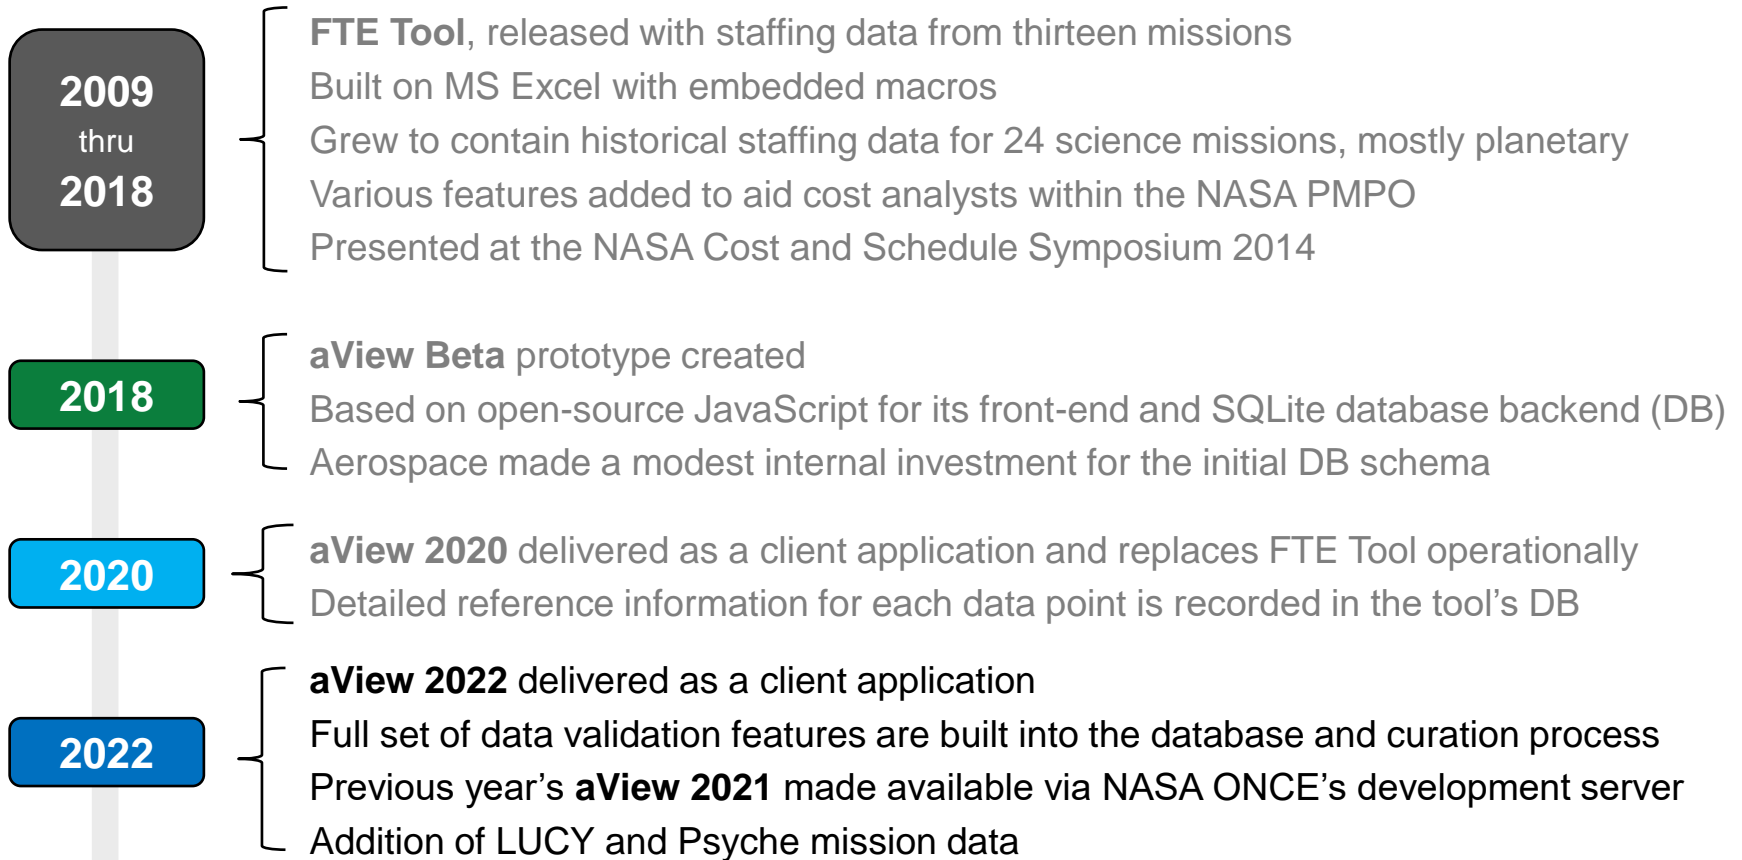 2009
thru
2018
FTE Tool, released with staffing data from thirteen missions
Built on MS Excel with embedded macros
Grew to contain historical staffing data for 24 science missions, mostly planetary
Various features added to aid cost analysts within the NASA PMPO
Presented at the NASA Cost and Schedule Symposium 2014
2018
aView Beta prototype created
Based on open-source JavaScript for its front-end and SQLite database backend (DB)
Aerospace made a modest internal investment for the initial DB schema
2020
aView 2020 delivered as a client application and replaces FTE Tool operationally
Detailed reference information for each data point is recorded in the tool’s DB
2022
aView 2022 delivered as a client application
Full set of data validation features are built into the database and curation process
Previous year’s aView 2021 made available via NASA ONCE’s development server
Addition of LUCY and Psyche mission data